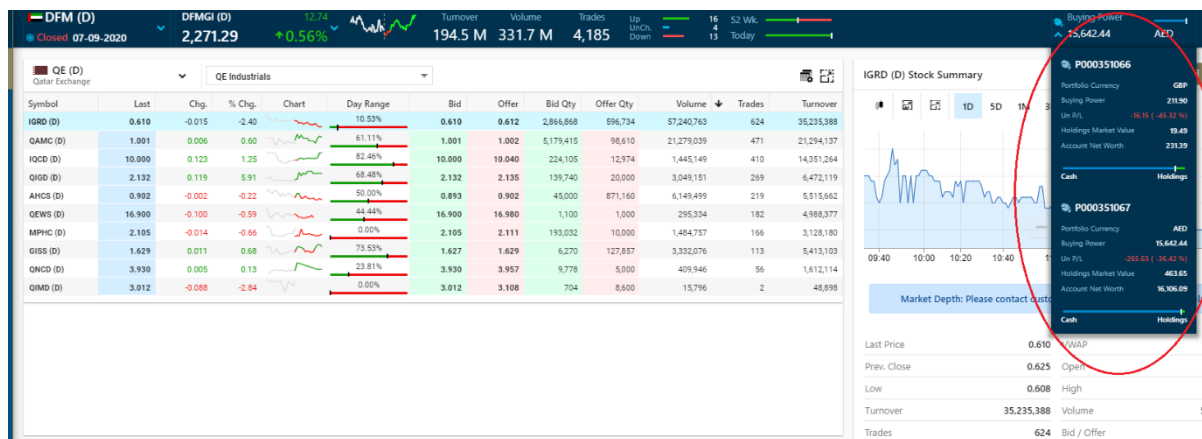 DFM (D) DFMGI (D) 12.74 Turnover Volume Trades Up 16 52 Wk. Buying Power
Closed 07-09-2020 2,271.29 0.56% 194.5 M 331.7 M 4,185 UnCh. 4 15,642.44 AED
Down 13 Today
QE (D)
Qatar Exchange
QE Industrials
Symbol Last Chg. % Chg. Chart Day Range Bid Offer Bid Qty Offer Qty Volume Trades Turnover
IGRD (D) 0.610 -0.015 -2.40 10.53% 0.610 0.612 2,866,868 596,734 57,240,763 624 35,235,388
QAMC (D) 1.001 0.006 0.60 61.11% 1.001 1.002 5,179,415 98,610 21,279,039 471 21,294,137
IQCD (D) 10.000 0.123 1.25 82.46% 10.000 10.040 224,105 12,974 1,445,149 410 14,351,264
QIGD (D) 2.132 0.119 5.91 68.48% 2.132 2.135 139,740 20,000 3,049,151 269 6,472,119
AHCS (D) 0.902 -0.002 -0.22 50.00% 0.893 0.902 45,000 871,160 6,149,499 219 5,515,662
QEWS (D) 16.900 -0.100 -0.59 44.44% 16.900 16.980 1,100 1,000 295,334 182 4,988,377
MPHC (D) 2.105 -0.014 -0.66 0.00% 2.105 2.111 193,032 10,000 1,484,757 166 3,128,180
GISS (D) 1.629 0.011 0.68 73.53% 1.627 1.629 6,270 127,857 3,332,076 113 5,413,103
QNCD (D) 3.930 0.005 0.13 23.81% 3.930 3.957 9,778 5,000 409,946 56 1,612,114
QIMD (D) 3.012 -0.088 -2.84 0.00% 3.012 3.108 704 8,600 15,796 2 48,898
IGRD (D) Stock Summary
1D 5D 1M
09:40 10:00 10:20 10:40
Market Depth: Please contact
Last Price 0.610 VWAP
Prev. Close 0.625 Open
Low 0.608 High
Turnover 35,235,388 Volume
Trades 624 Bid / Offer
P000351066
Portfolio Currency GBP
Buying Power 211.90
Un P/L -16.15 (-45.32 %)
Holdings Market Value 19.49
Account Net Worth 231.39
Cash Holdings
P000351067
Portfolio Currency AED
Buying Power 15,642.44
Un P/L -265.63 (-36.42 %)
Holdings Market Value 463.65
Account Net Worth 16,106.09
Cash Holdings